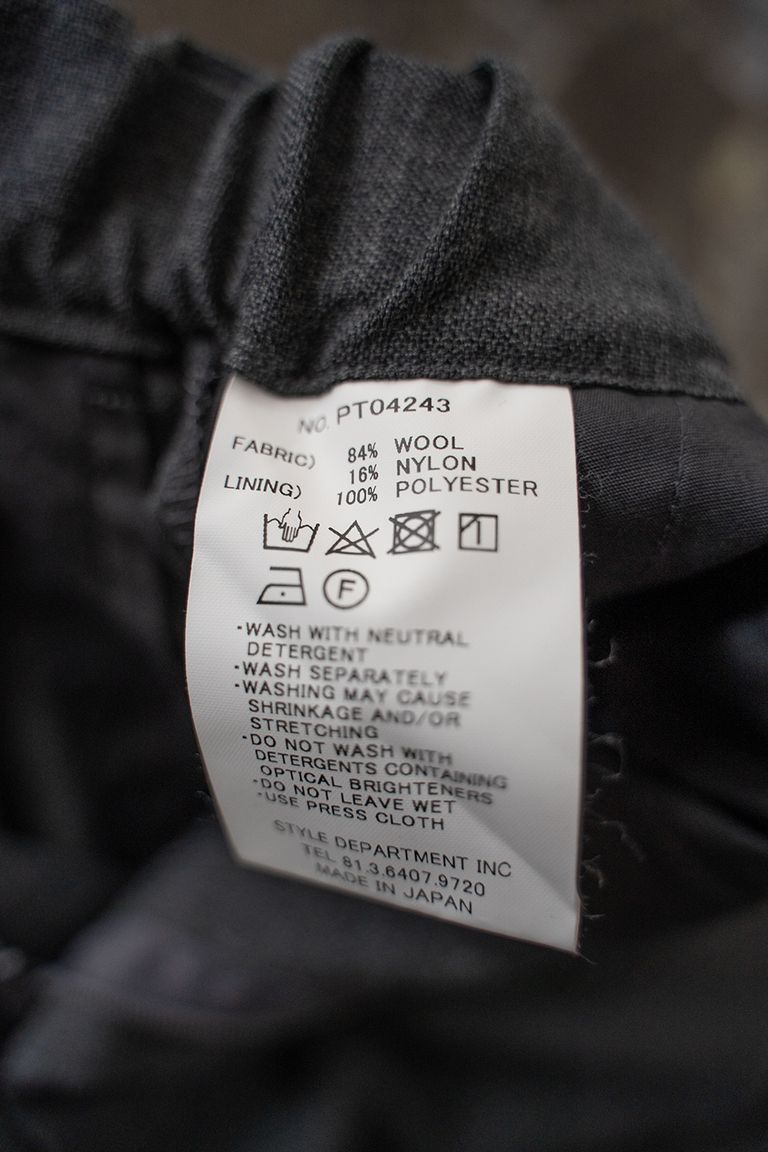 NO. PT04243
FABRIC) 84% WOOL
16% NYLON
LINING) 100% POLYESTER
F
·WASH WITH NEUTRAL
DETERGENT
·WASH SEPARATELY
·WASHING MAY CAUSE
SHRINKAGE AND/OR
STRETCHING
·DO NOT WASH WITH
DETERGENTS CONTAINING
OPTICAL BRIGHTENERS
·DO NOT LEAVE WET
·USE PRESS CLOTH
STYLE DEPARTMENT INC
TEL 81.3.6407.9720
MADE IN JAPAN